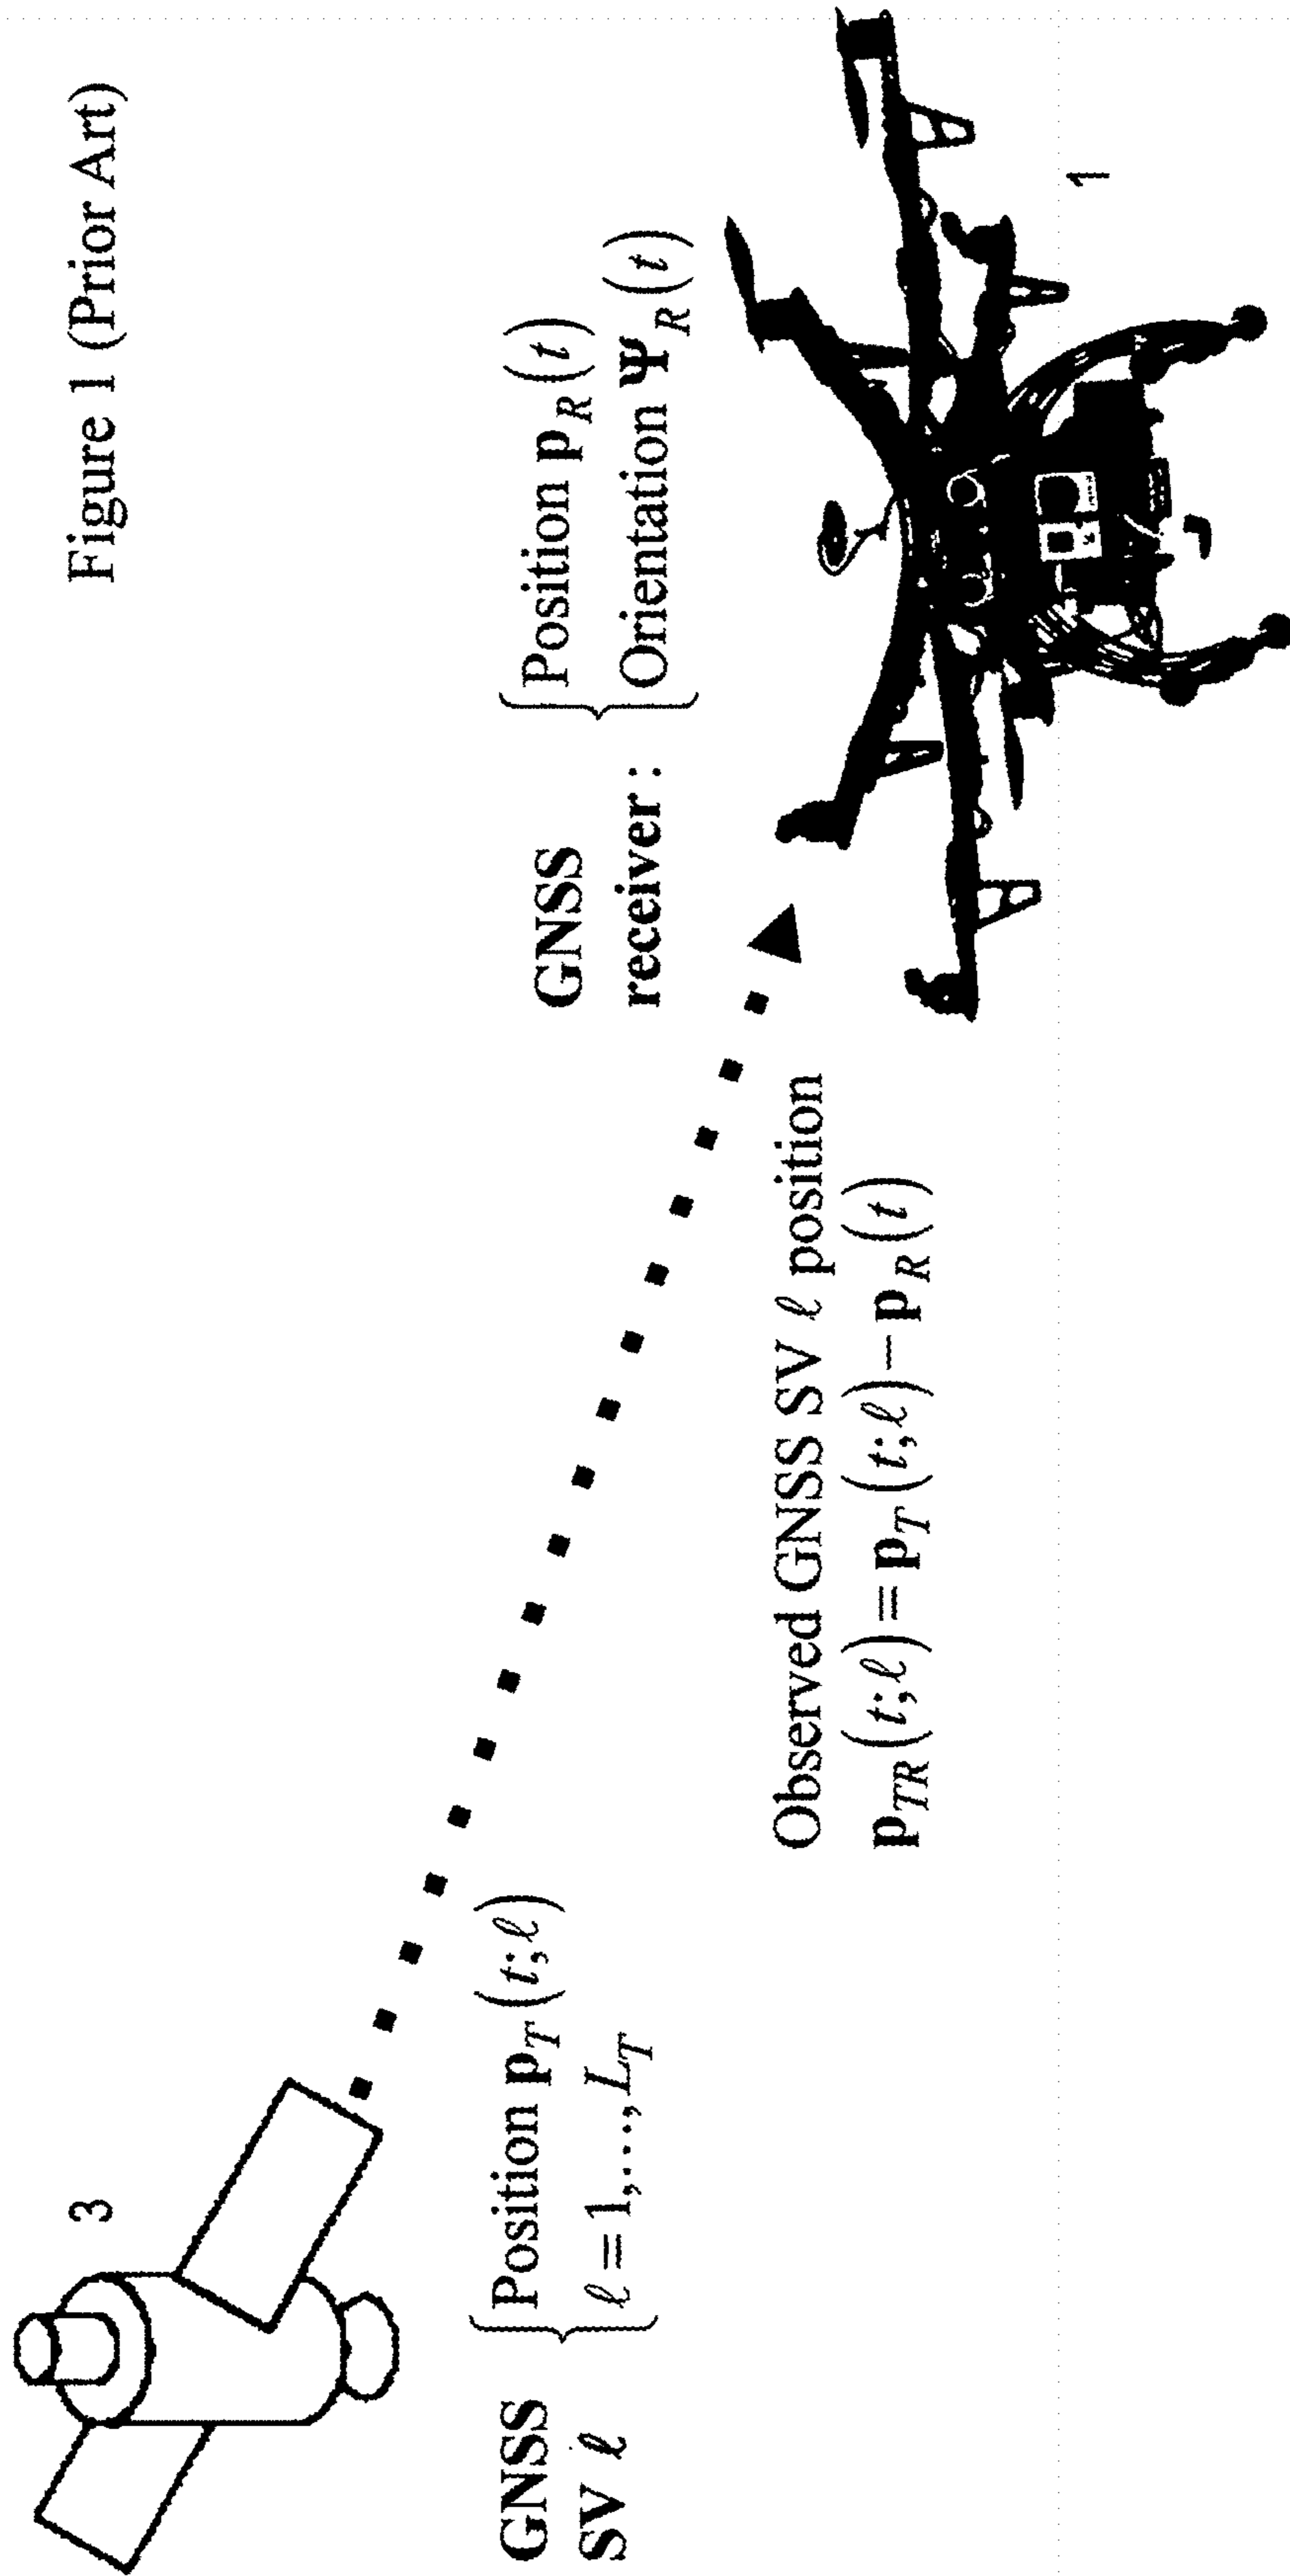 Figure 1 (Prior Art)
3
GNSS
SV ℓ
Position p_T(t;ℓ)
ℓ=1,...,L_T
GNSS
receiver :
Position p_R(t)
Orientation Ψ_R(t)
Observed GNSS SV ℓ position
p_TR(t;ℓ)=p_T(t;ℓ)−p_R(t)
1